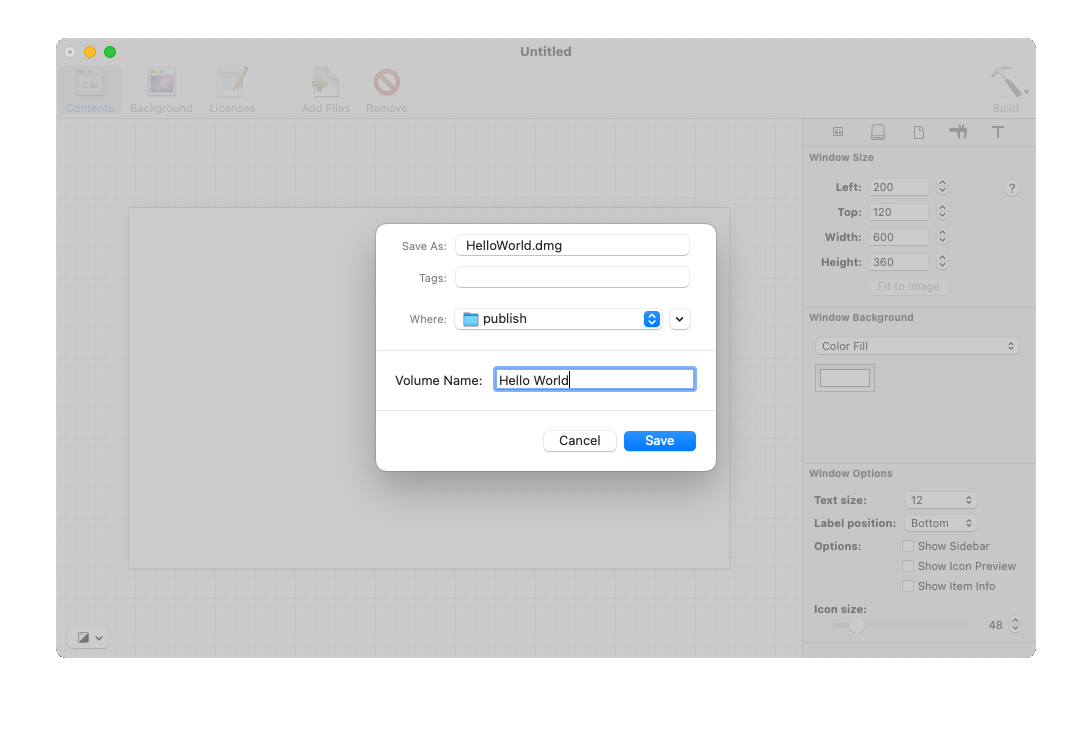 Untitled
Contents Background Licenses Add Files Remove Build
Window Size
Left: 200 ?
Top: 120
Width: 600
Height: 360
Fit to Image
Window Background
Color Fill
Window Options
Text size: 12
Label position: Bottom
Options: Show Sidebar
Show Icon Preview
Show Item Info
Icon size:
48
Save As: HelloWorld.dmg
Tags:
Where: publish
Volume Name: Hello World
Cancel Save